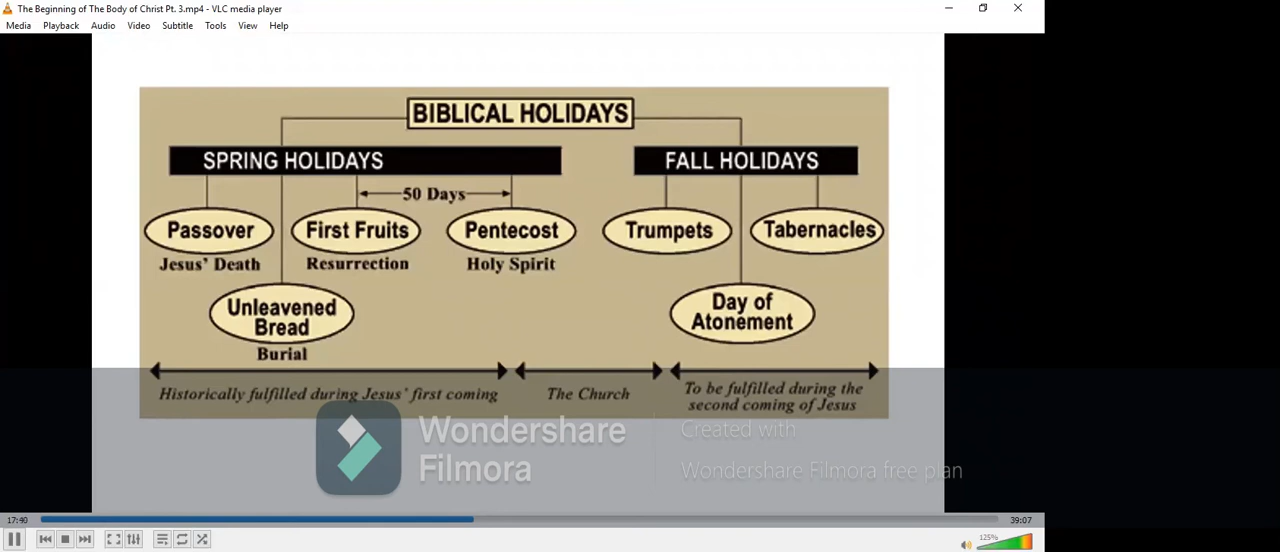 The Beginning of The Body of Christ Pt. 3.mp4 - VLC media player
Media Playback Audio Video Subtitle Tools View Help
BIBLICAL HOLIDAYS
SPRING HOLIDAYS
FALL HOLIDAYS
50 Days
Passover
First Fruits
Pentecost
Trumpets
Tabernacles
Jesus' Death
Resurrection
Holy Spirit
Unleavened
Bread
Day of
Atonement
Burial
Historically fulfilled during Jesus' first coming
The Church
To be fulfilled during the
second coming of Jesus
Wondershare
Filmora
Created with
Wondershare Filmora free plan
17:40
39:07
125%